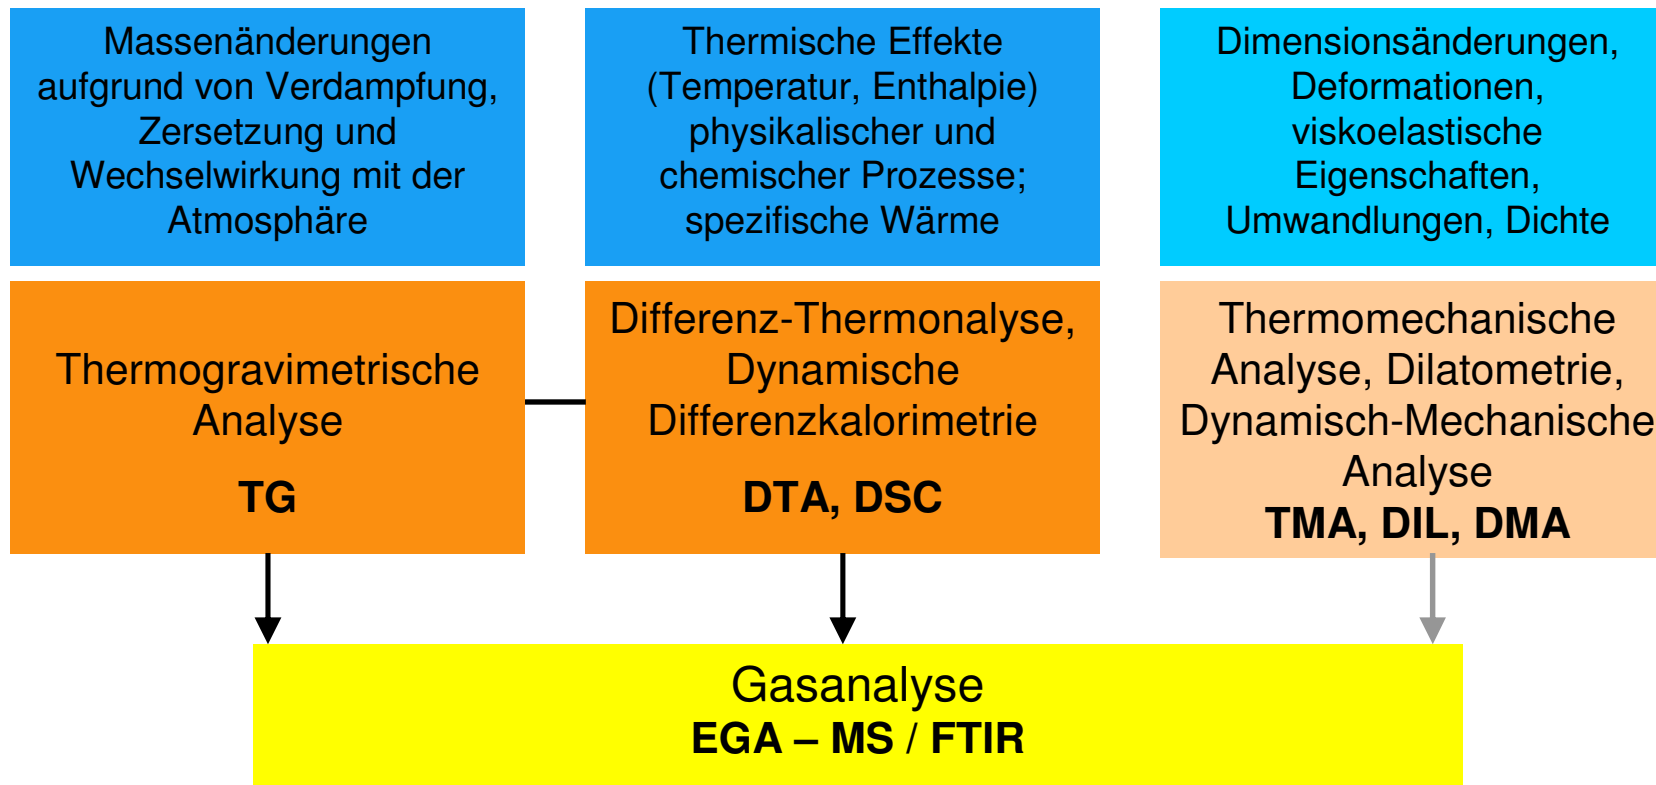 Massenänderungen
aufgrund von Verdampfung,
Zersetzung und
Wechselwirkung mit der
Atmosphäre
Thermische Effekte
(Temperatur, Enthalpie)
physikalischer und
chemischer Prozesse;
spezifische Wärme
Dimensionsänderungen,
Deformationen,
viskoelastische
Eigenschaften,
Umwandlungen, Dichte
Thermogravimetrische
Analyse
TG
Differenz-Thermonalyse,
Dynamische
Differenzkalorimetrie
DTA, DSC
Thermomechanische
Analyse, Dilatometrie,
Dynamisch-Mechanische
Analyse
TMA, DIL, DMA
Gasanalyse
EGA – MS / FTIR